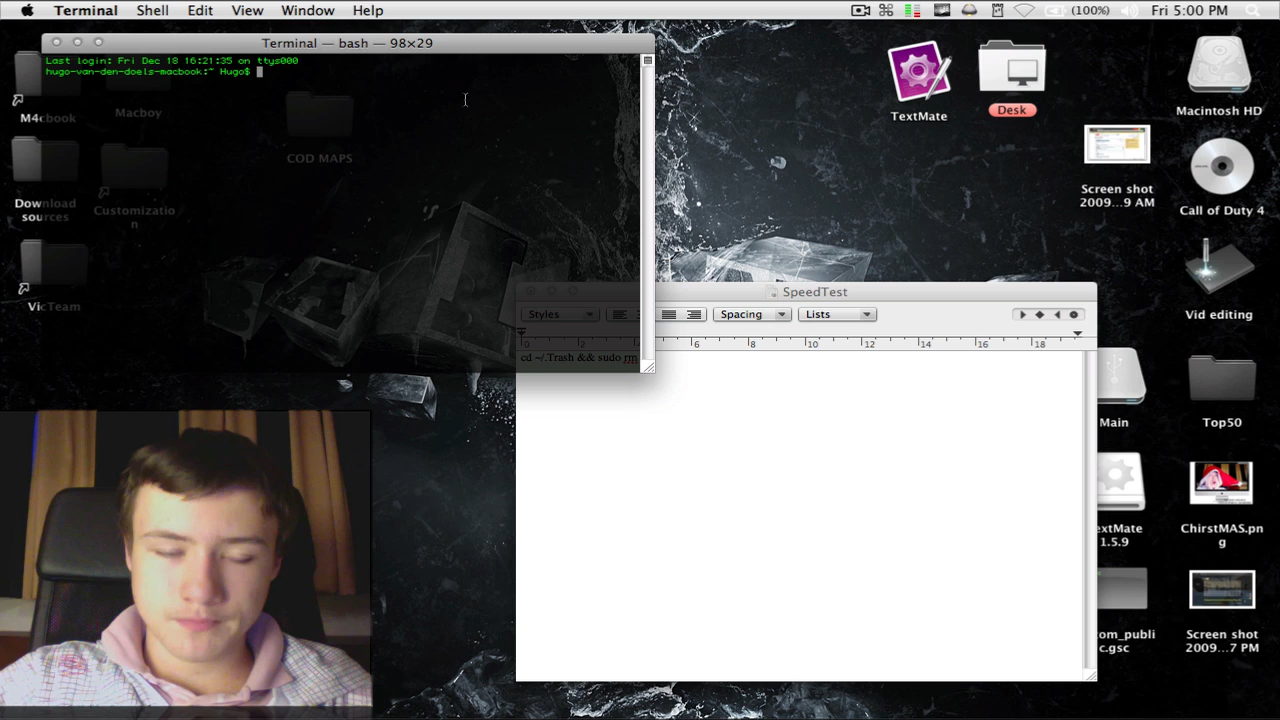 Terminal Shell Edit View Window Help (100%) Fri 5:00 PM
Terminal — bash — 98×29
Last login: Fri Dec 18 16:21:35 on ttys000
hugo-van-den-doels-macbook:~ Hugo$
M4cbook
Macboy
COD MAPS
Download sources
Customizatio
n
VicTeam
TextMate
Desk
Macintosh HD
Screen shot
2009...9 AM
Call of Duty 4
Vid editing
SpeedTest
Styles Spacing Lists
0 2 6 8 10 12 14 16 18
cd ~/.Trash && sudo rm
Main
Top50
extMate
1.5.9
ChirstMAS.pn
g
om_publi
c.gsc
Screen shot
2009...7 PM